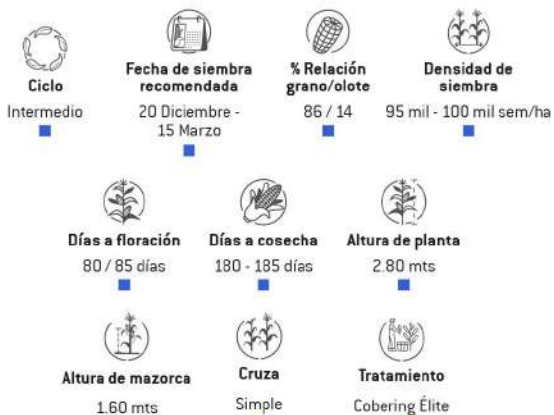 Ciclo
Intermedio
Fecha de siembra
recomendada
20 Diciembre -
15 Marzo
% Relación
grano/olote
86 / 14
Densidad de
siembra
95 mil - 100 mil sem/ha
Días a floración
80 / 85 días
Días a cosecha
180 - 185 días
Altura de planta
2.80 mts
Altura de mazorca
1.60 mts
Cruza
Simple
Tratamiento
Cobering Élite